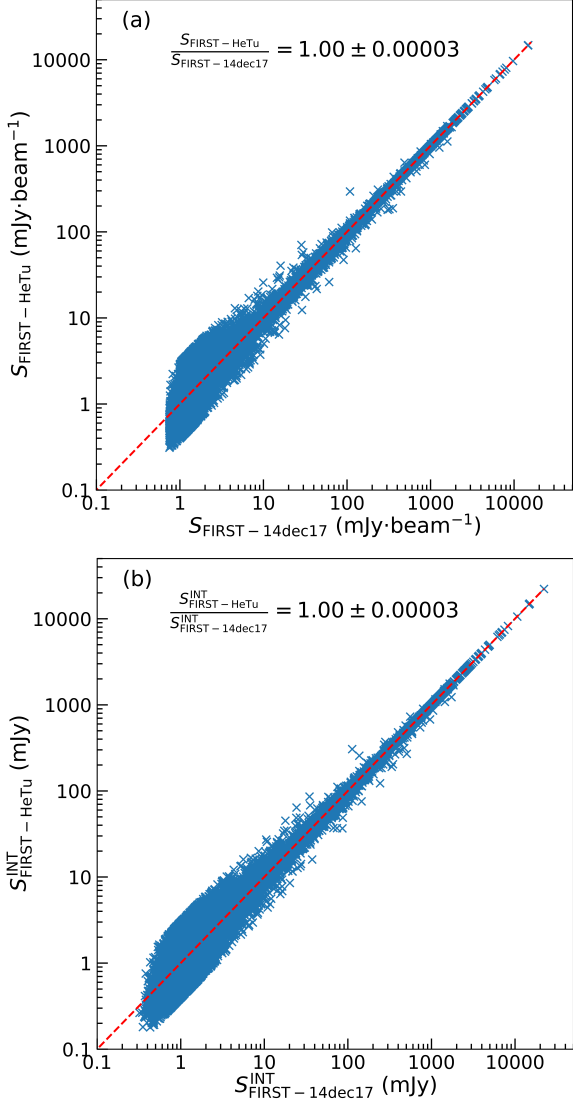 (a)
S_FIRST−HeTu / S_FIRST−14dec17 = 1.00 ± 0.00003
10000
1000
100
10
1
0.1
S_FIRST−HeTu (mJy·beam⁻¹)
0.1 1 10 100 1000 10000
S_FIRST−14dec17 (mJy·beam⁻¹)
(b)
S^INT_FIRST−HeTu / S^INT_FIRST−14dec17 = 1.00 ± 0.00003
10000
1000
100
10
1
0.1
S^INT_FIRST−HeTu (mJy)
0.1 1 10 100 1000 10000
S^INT_FIRST−14dec17 (mJy)